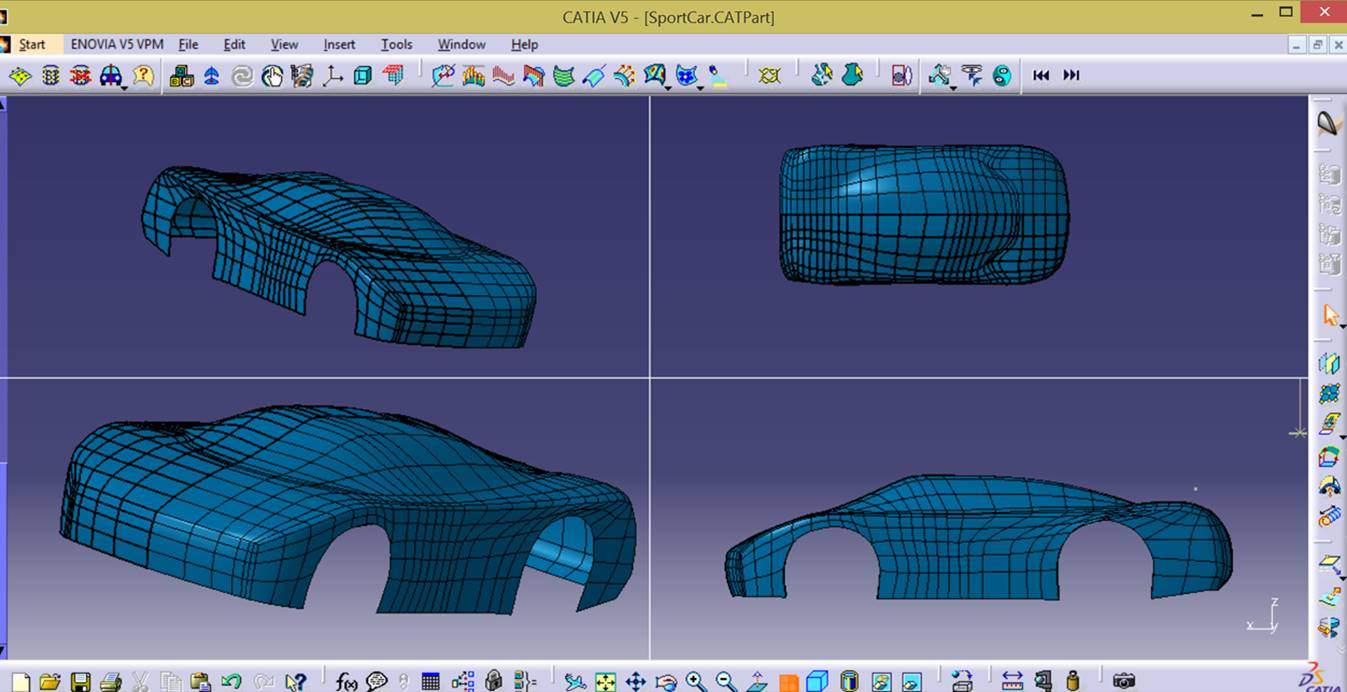 CATIA V5 - [SportCar.CATPart]
Start ENOVIA V5 VPM File Edit View Insert Tools Window Help
z
x y
f(x)
CATIA